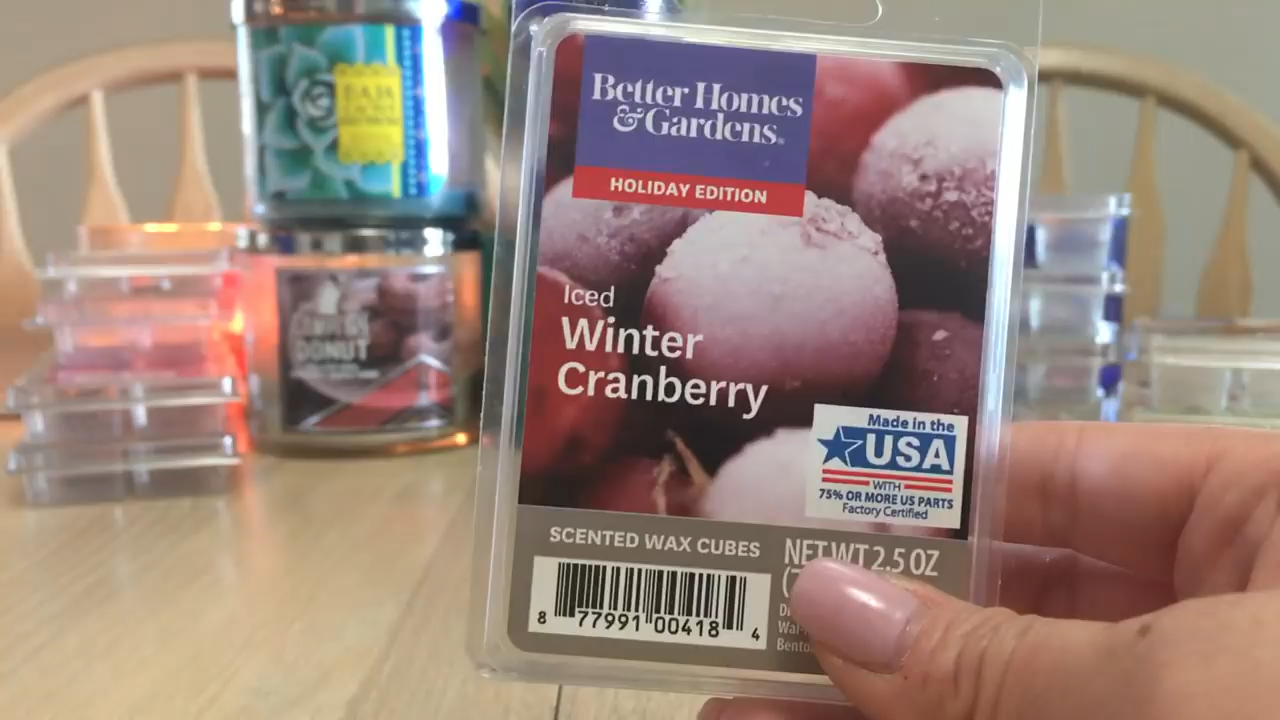 Better Homes
& Gardens
HOLIDAY EDITION
Iced
Winter
Cranberry
Made in the
USA
WITH
75% OR MORE US PARTS
Factory Certified
SCENTED WAX CUBES
NET WT 2.5 OZ
8 77991 00418 4
DONUT